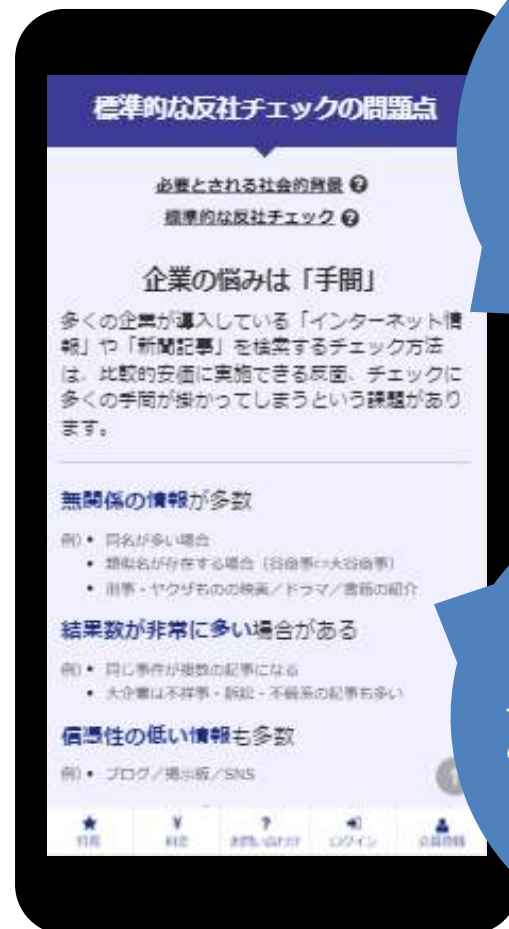 標準的な反社チェックの問題点
必要とされる社会的背景 ?
標準的な反社チェック ?
企業の悩みは「手間」
多くの企業が導入している「インターネット情
報」や「新聞記事」を検索するチェック方法
は、比較的安価に実施できる反面、チェックに
多くの手間が掛かってしまうという課題があり
ます。
無関係の情報が多数
例）• 同名が多い場合
• 類似名が存在する場合（谷商事⇔大谷商事）
• 刑事・ヤクザものの映画／ドラマ／書籍の紹介
結果数が非常に多い場合がある
例）• 同じ事件が複数の記事になる
• 大企業は不祥事・訴訟・不具系の記事も多い
信憑性の低い情報も多数
例）• ブログ／掲示板／SNS
特長 料金 お問い合わせ ログイン 会員登録